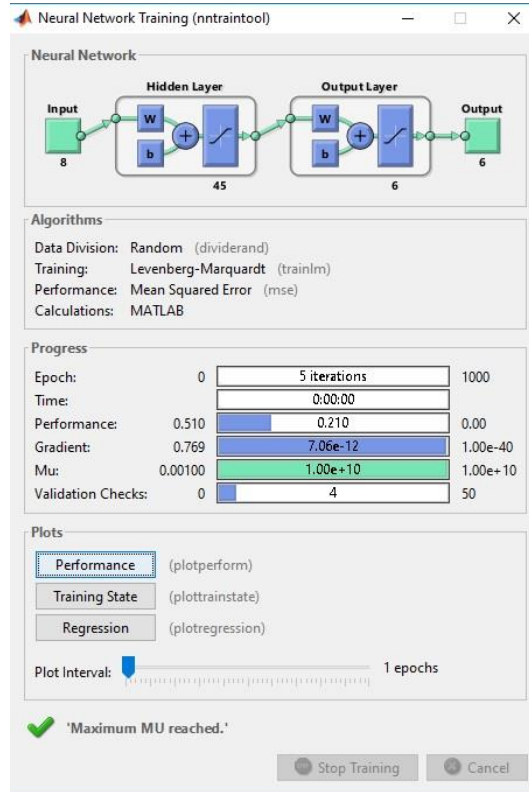 Neural Network Training (nntraintool)
Neural Network
Hidden Layer Output Layer
Input Output
W W
b b
8 45 6 6
Algorithms
Data Division: Random (dividerand)
Training: Levenberg-Marquardt (trainlm)
Performance: Mean Squared Error (mse)
Calculations: MATLAB
Progress
Epoch: 0 5 iterations 1000
Time: 0:00:00
Performance: 0.510 0.210 0.00
Gradient: 0.769 7.06e-12 1.00e-40
Mu: 0.00100 1.00e+10 1.00e+10
Validation Checks: 0 4 50
Plots
Performance (plotperform)
Training State (plottrainstate)
Regression (plotregression)
Plot Interval: 1 epochs
'Maximum MU reached.'
Stop Training Cancel